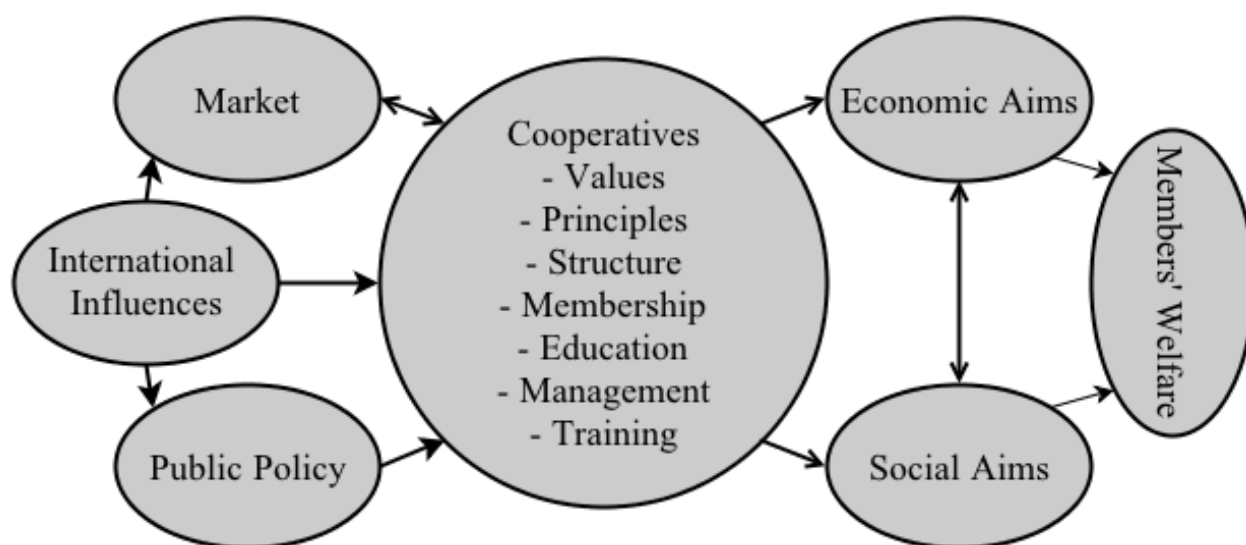 Market
International
Influences
Public Policy
Cooperatives
- Values
- Principles
- Structure
- Membership
- Education
- Management
- Training
Economic Aims
Social Aims
Members' Welfare